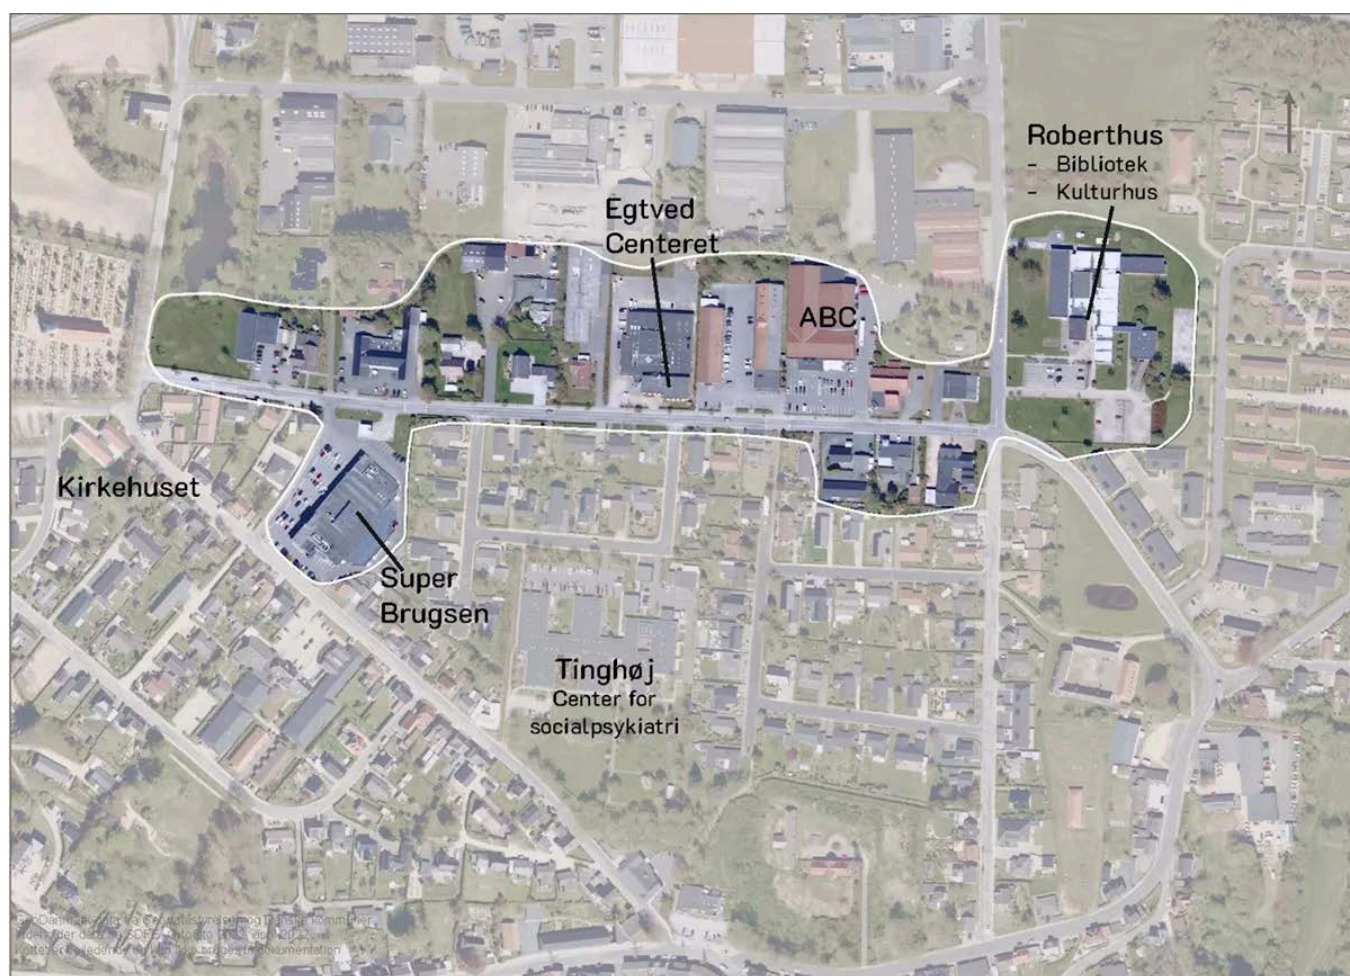 Roberthus
- Bibliotek
- Kulturhus
Egtved
Centeret
ABC
Kirkehuset
Super
Brugsen
Tinghøj
Center for
socialpsykiatri